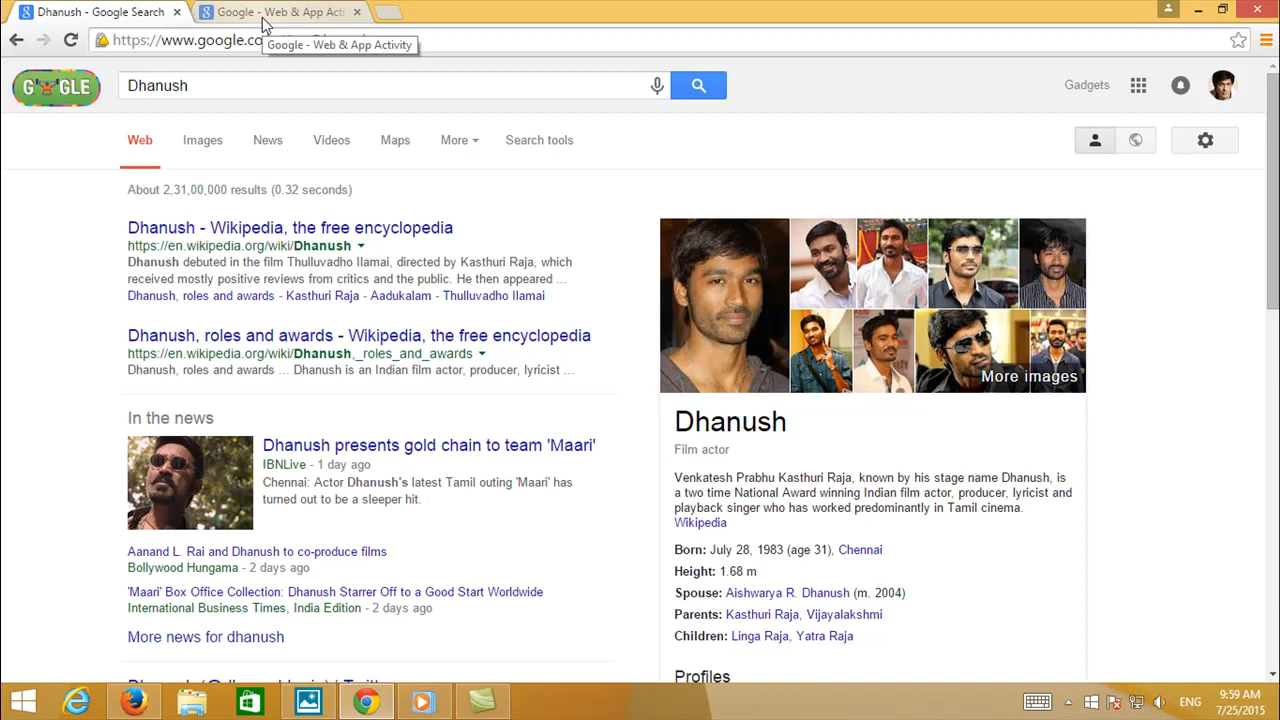 Dhanush - Google Search
Google - Web & App Acti
https://www.google.co
Google - Web & App Activity
GOOGLE
Dhanush
Gadgets
Web Images News Videos Maps More Search tools
About 2,31,00,000 results (0.32 seconds)
Dhanush - Wikipedia, the free encyclopedia
https://en.wikipedia.org/wiki/Dhanush
Dhanush debuted in the film Thulluvadho Ilamai, directed by Kasthuri Raja, which
received mostly positive reviews from critics and the public. He then appeared ...
Dhanush, roles and awards - Kasthuri Raja - Aadukalam - Thulluvadho Ilamai
Dhanush, roles and awards - Wikipedia, the free encyclopedia
https://en.wikipedia.org/wiki/Dhanush,_roles_and_awards
Dhanush, roles and awards ... Dhanush is an Indian film actor, producer, lyricist ...
In the news
Dhanush presents gold chain to team 'Maari'
IBNLive - 1 day ago
Chennai: Actor Dhanush's latest Tamil outing 'Maari' has
turned out to be a sleeper hit.
Aanand L. Rai and Dhanush to co-produce films
Bollywood Hungama - 2 days ago
'Maari' Box Office Collection: Dhanush Starrer Off to a Good Start Worldwide
International Business Times, India Edition - 2 days ago
More news for dhanush
More images
Dhanush
Film actor
Venkatesh Prabhu Kasthuri Raja, known by his stage name Dhanush, is
a two time National Award winning Indian film actor, producer, lyricist and
playback singer who has worked predominantly in Tamil cinema.
Wikipedia
Born: July 28, 1983 (age 31), Chennai
Height: 1.68 m
Spouse: Aishwarya R. Dhanush (m. 2004)
Parents: Kasthuri Raja, Vijayalakshmi
Children: Linga Raja, Yatra Raja
Profiles
ENG
9:59 AM
7/25/2015